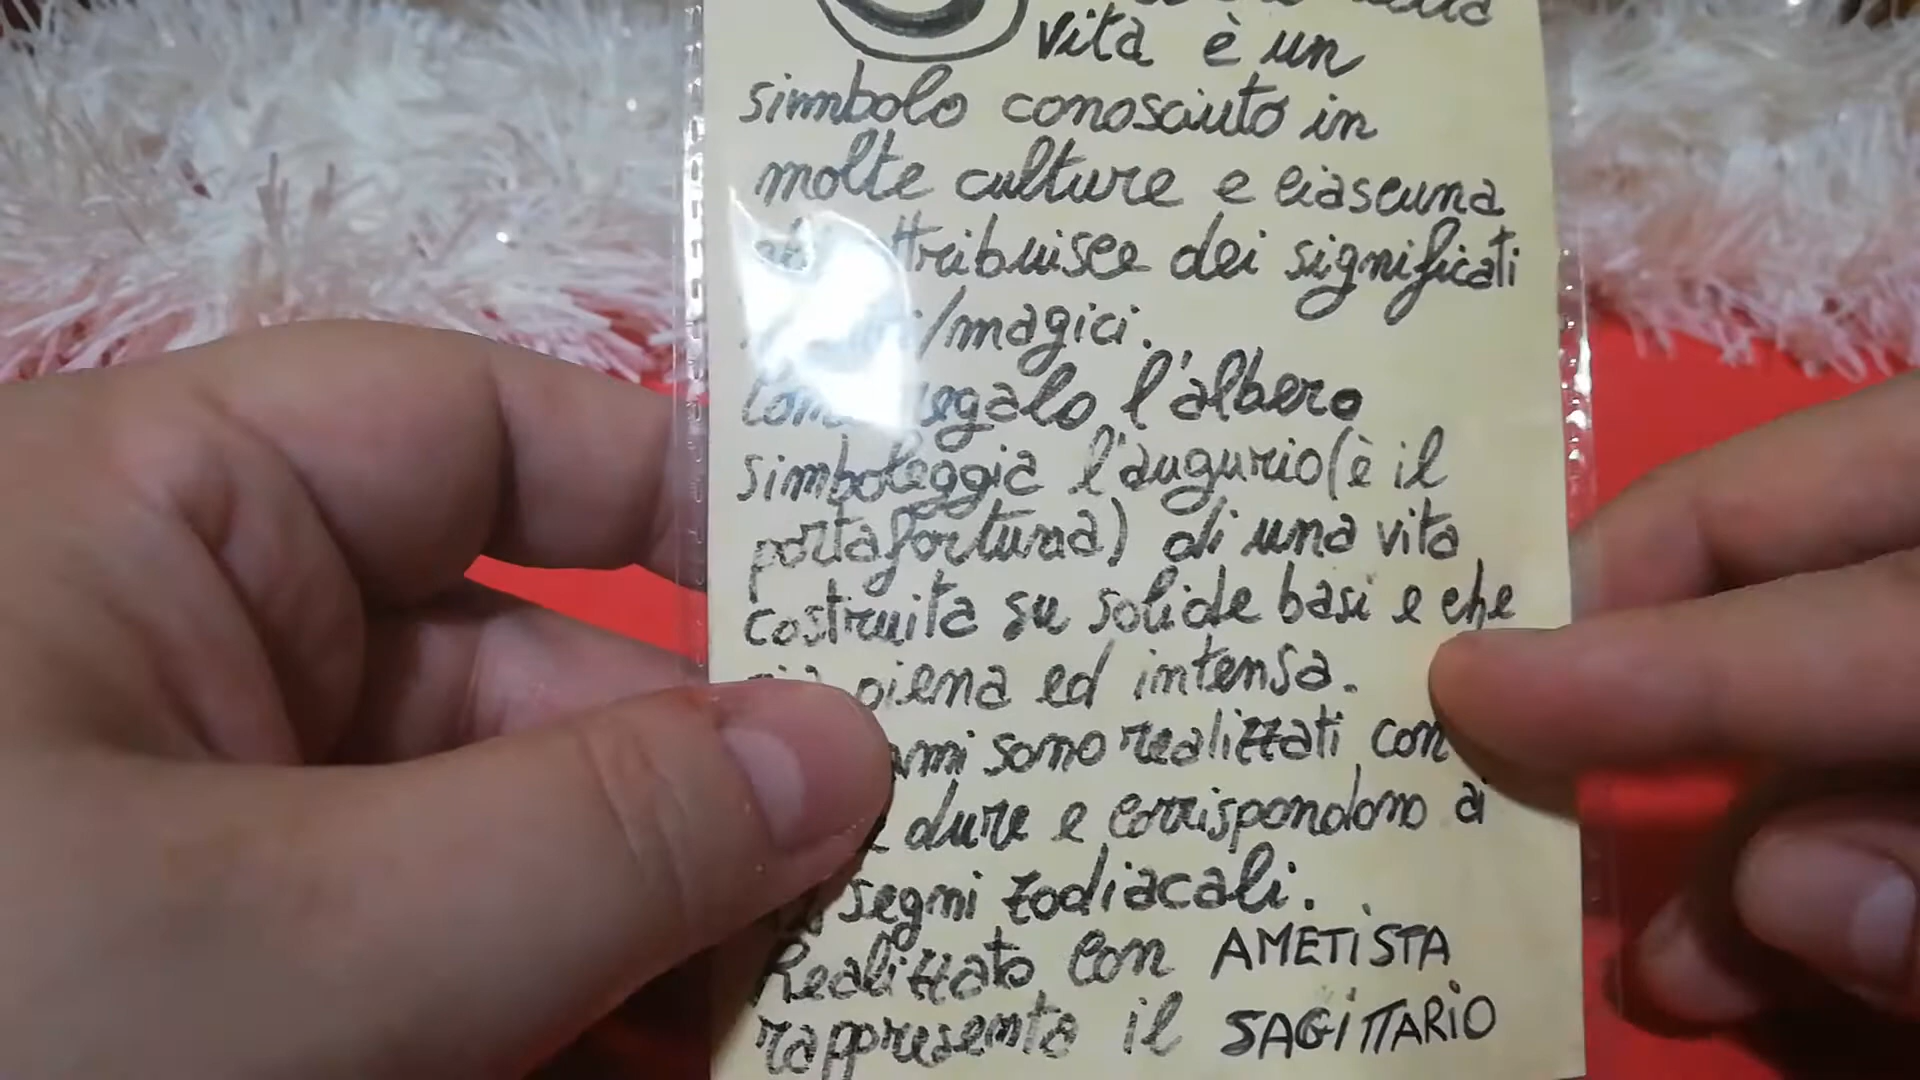 vita è un
simbolo conosciuto in
molte culture e ciascuna
attribuisce dei significati
/magici.
Come regalo l'albero
simboleggia l'augurio (è il
portafortuna) di una vita
costruita su solide basi e che
piena ed intensa.
sono realizzati con
dure e corrispondono ai
segni zodiacali.
Realizzato con AMETISTA
rappresenta il SAGITTARIO